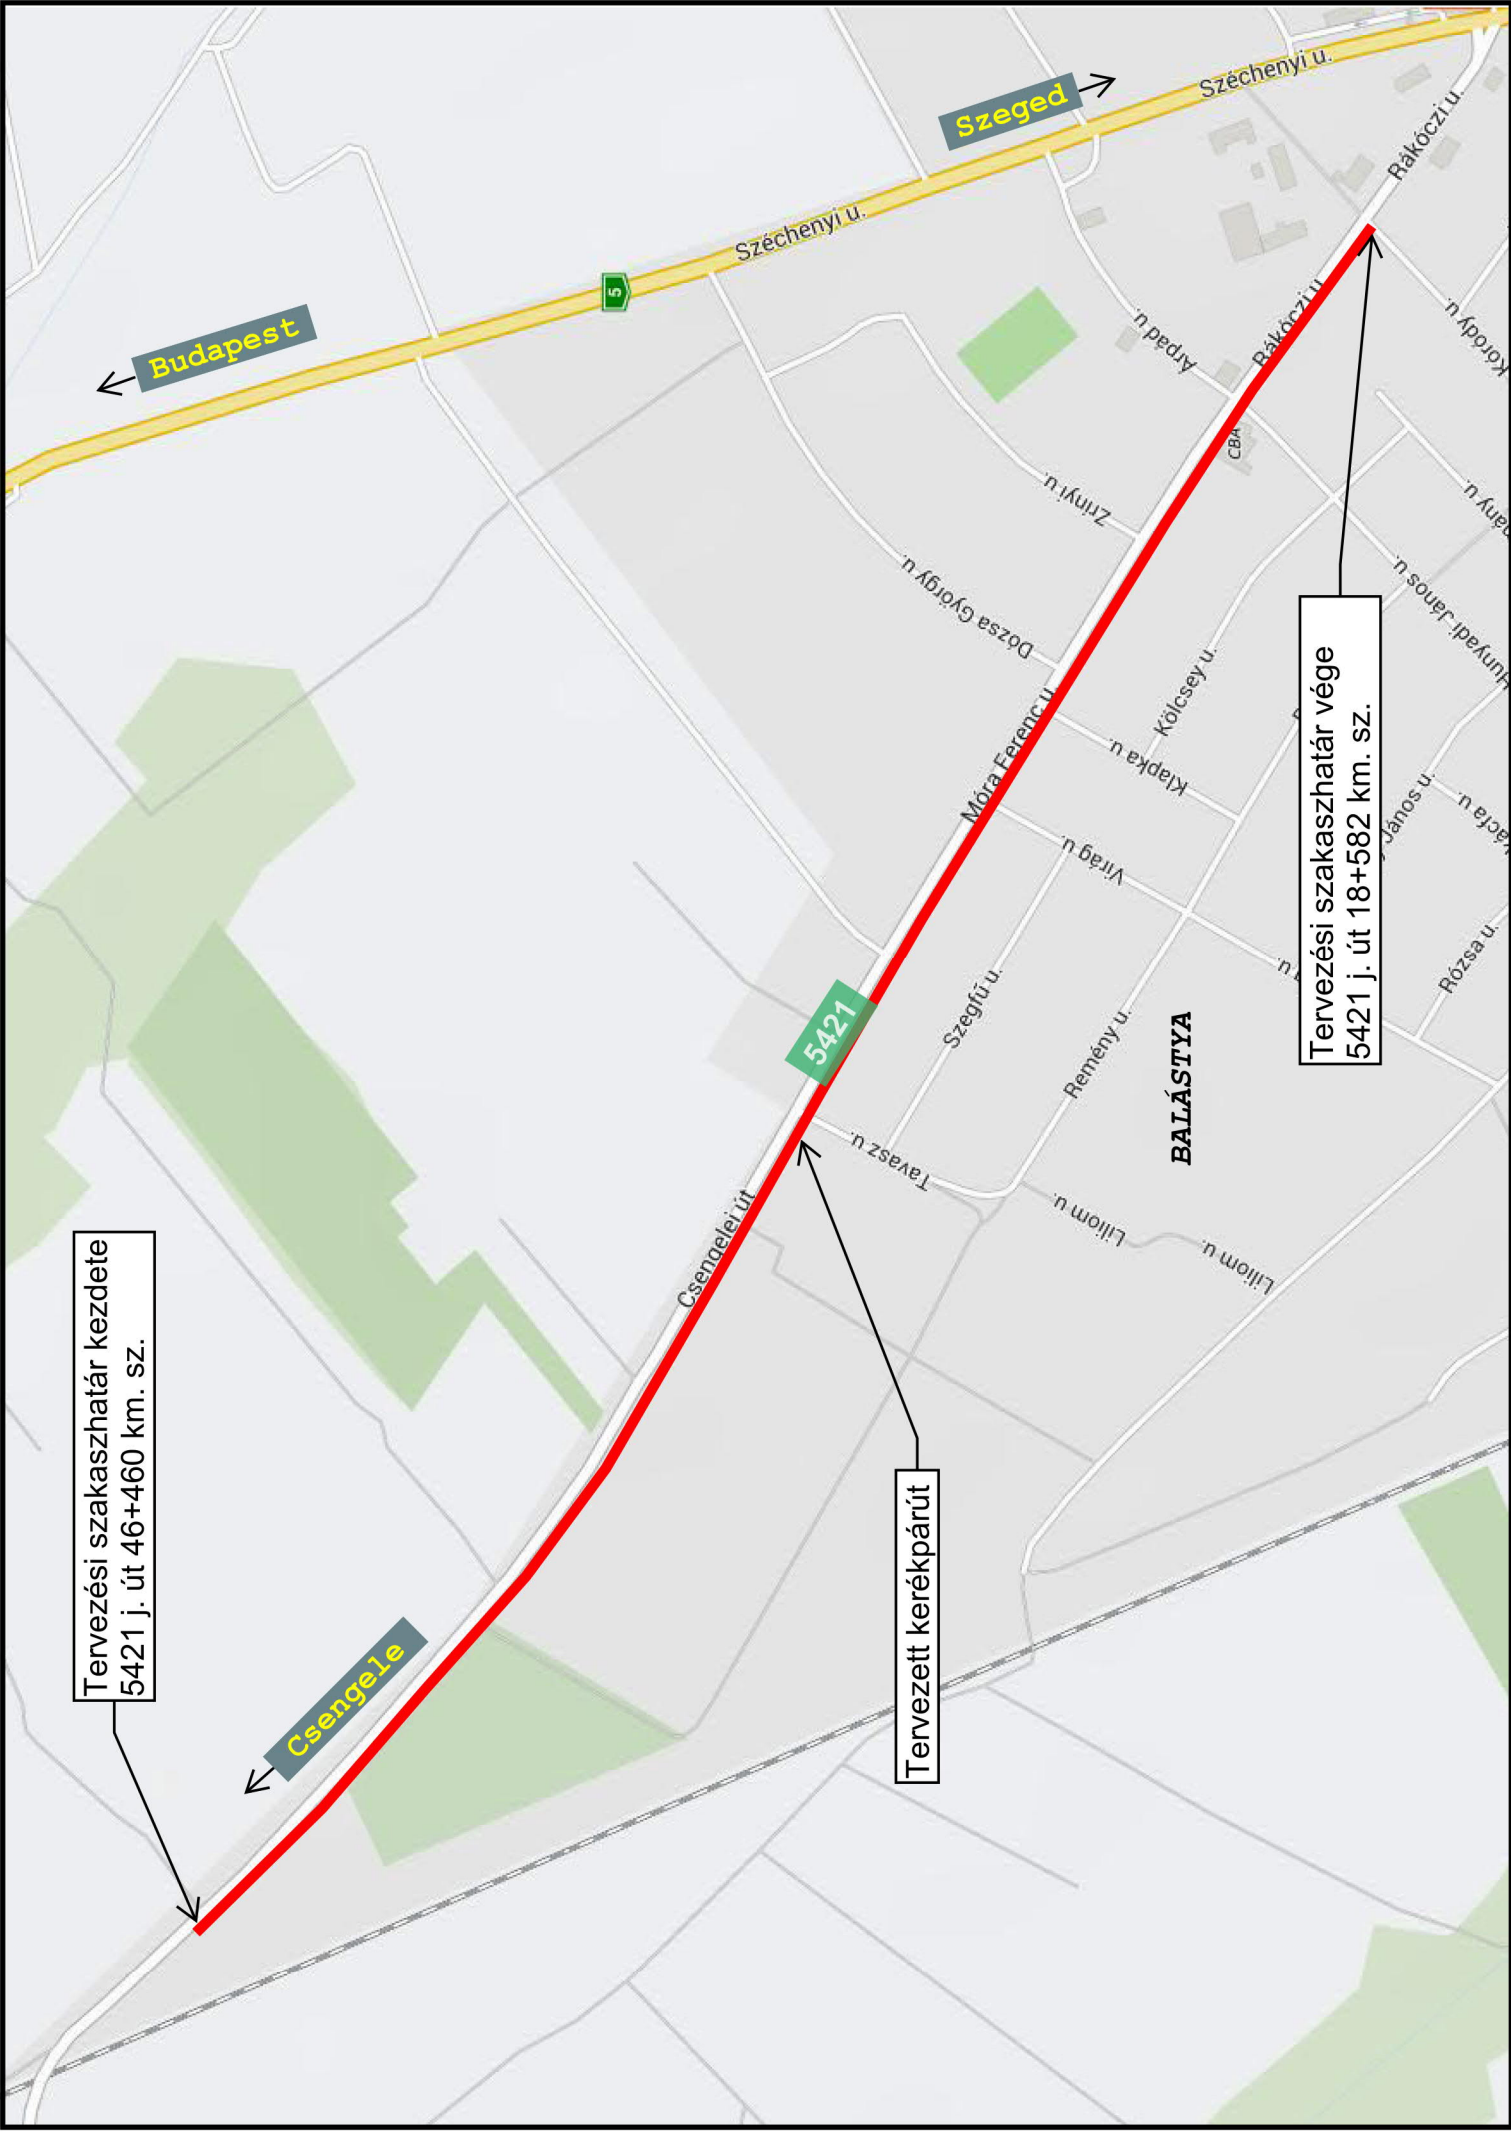 Tervezési szakaszhatár kezdete
5421 j. út 46+460 km. sz.
Csengele
Budapest
5
Széchenyi u.
Szeged
Széchenyi u.
Rákóczi u.
Rákóczi u.
Kóródy u.
Árpád u.
CBA
Zrínyi u.
Dózsa György u.
Hunyadi János u.
Kölcsey u.
Klapka u.
Móra Ferenc u.
Virág u.
János u.
Rózsa u.
Szegfű u.
Remény u.
5421
Tavasz u.
Liliom u.
Liliom u.
Csengelei út
BALÁSTYA
Tervezési szakaszhatár vége
5421 j. út 18+582 km. sz.
Tervezett kerékpárút